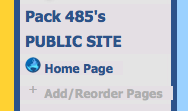 Pack 485's
PUBLIC SITE
Home Page
+ Add/Reorder Pages